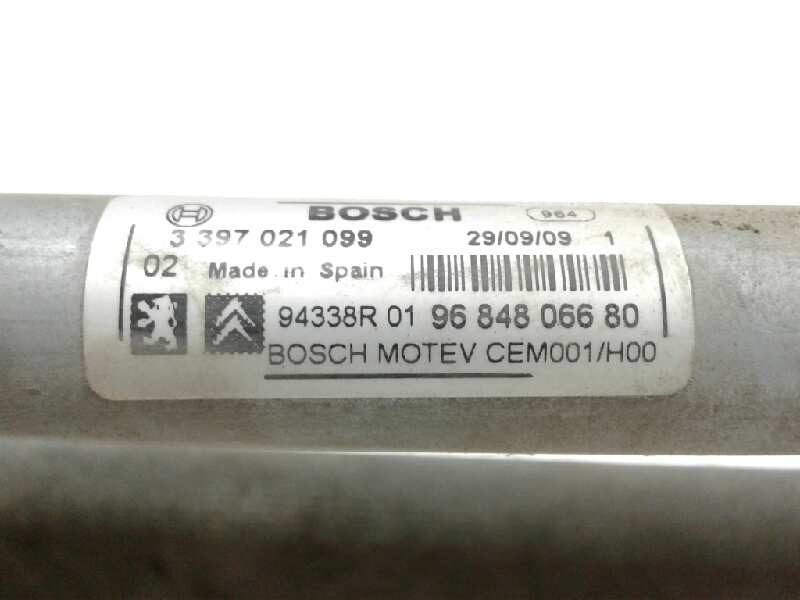 BOSCH 964
3 397 021 099 29/09/09 1
02 Made in Spain
94338R 01 96 848 066 80
BOSCH MOTEV CEM001/H00